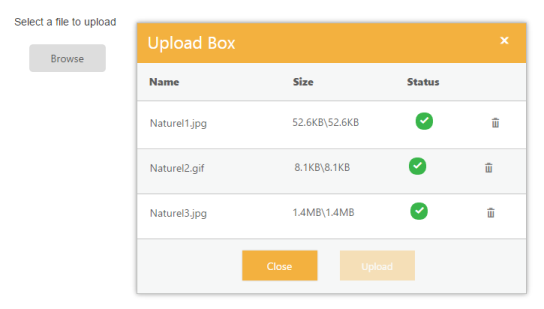 Select a file to upload
Browse
Upload Box ×
Name Size Status
Naturel1.jpg 52.6KB\52.6KB
Naturel2.gif 8.1KB\8.1KB
Naturel3.jpg 1.4MB\1.4MB
Close Upload